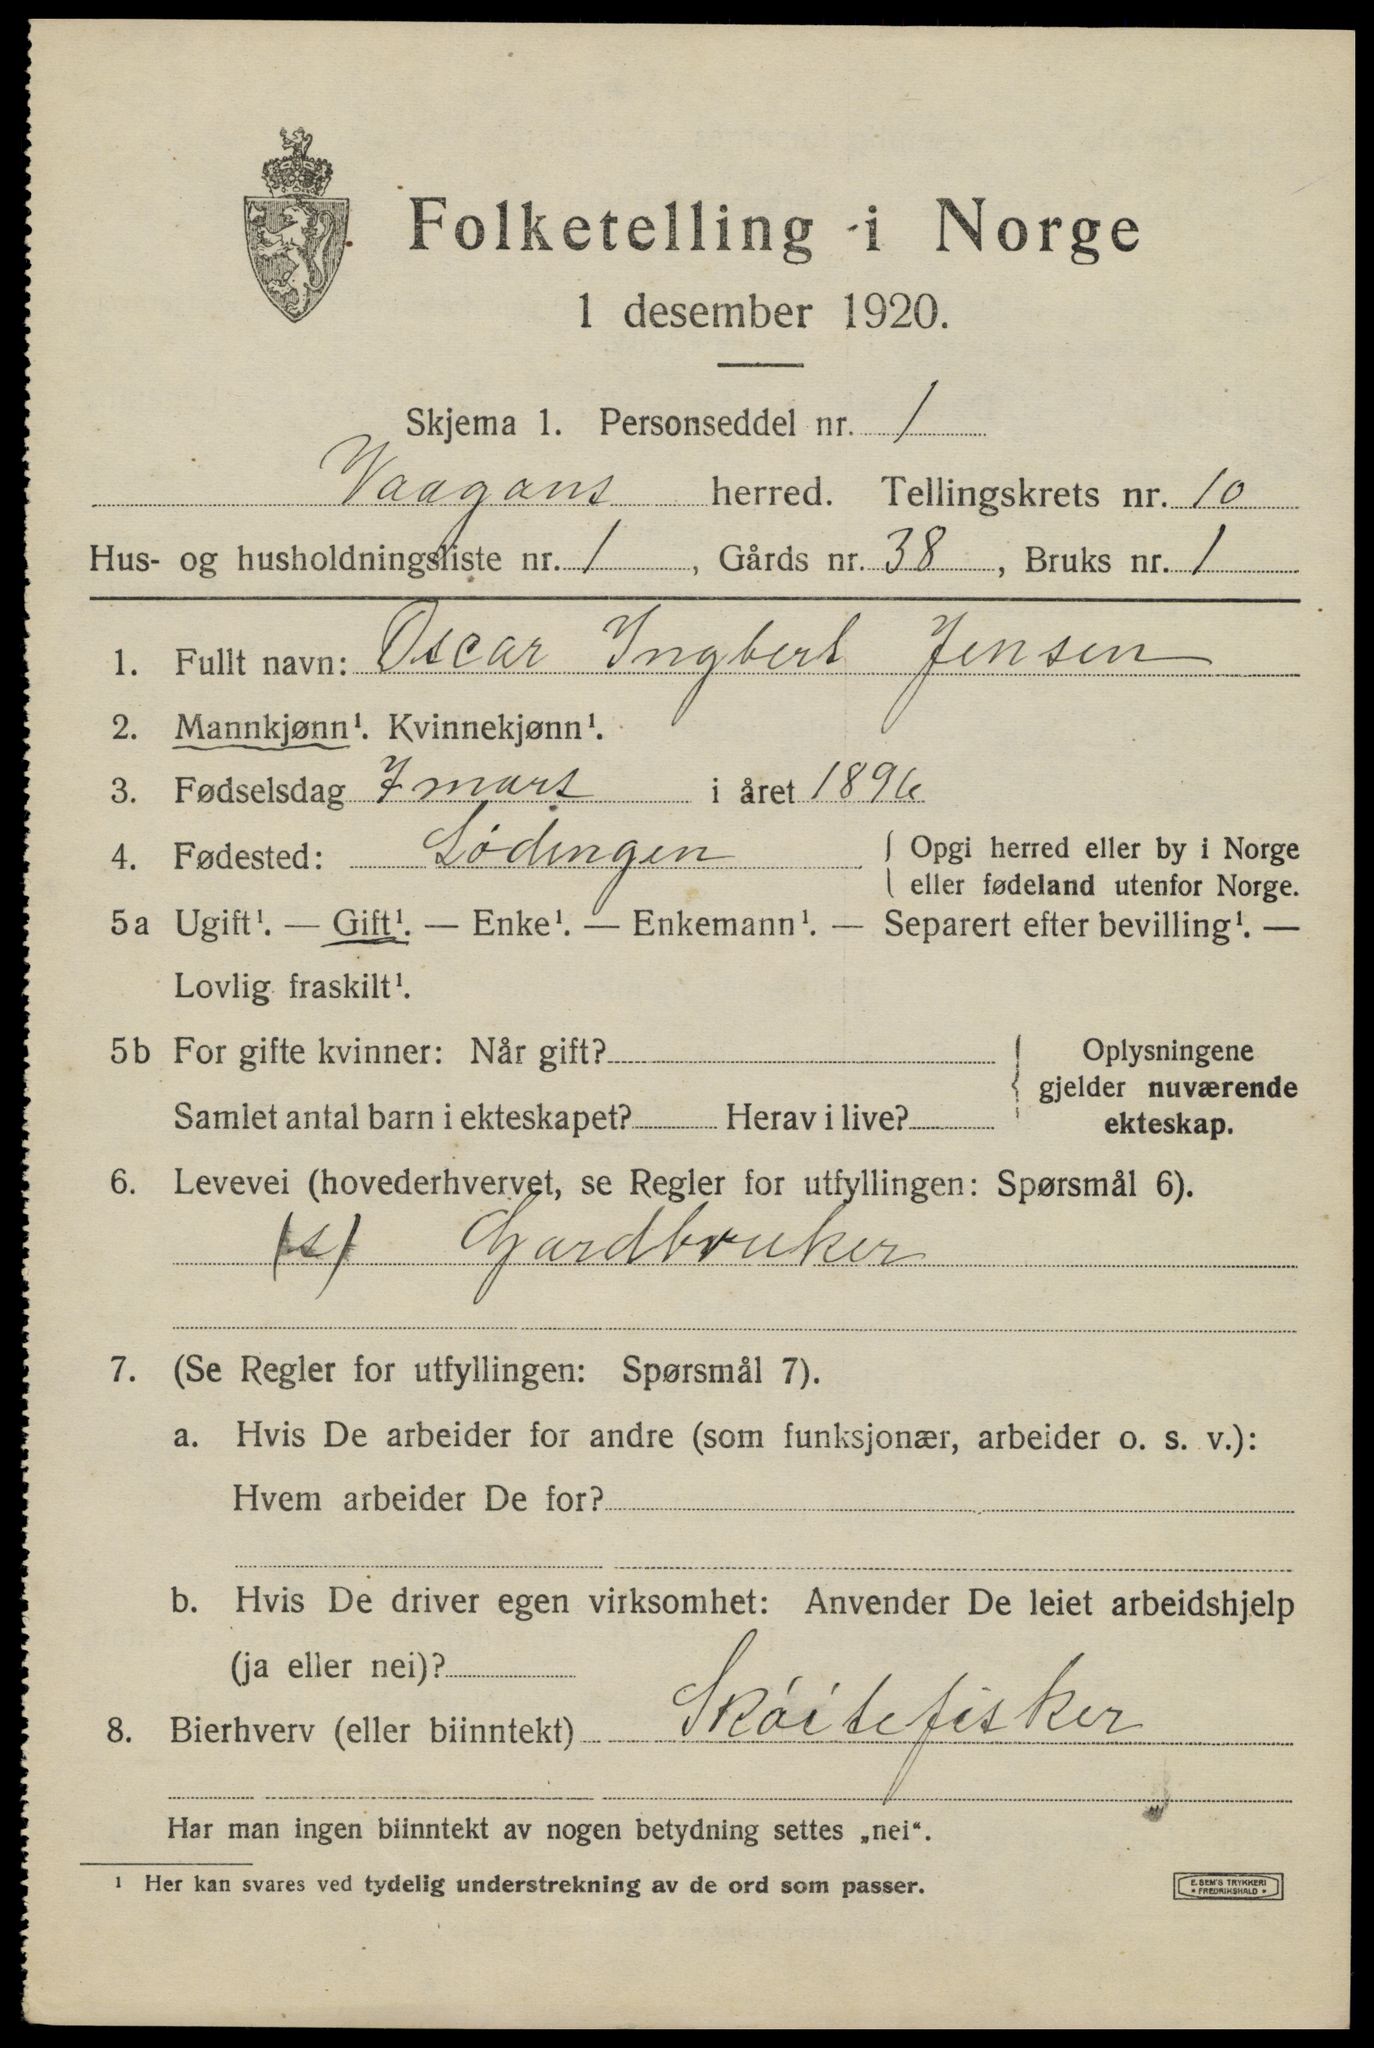 Folketelling i Norge
1 desember 1920.
Skjema 1. Personseddel nr. 1
Vaagans herred. Tellingskrets nr. 10
Hus- og husholdningsliste nr. 1, Gårds nr. 38, Bruks nr. 1
1. Fullt navn: Oscar Ingbert Jensen
2. Mannkjønn¹. Kvinnekjønn¹.
3. Fødselsdag 7 mars i året 1896
4. Fødested: Lødingen { Opgi herred eller by i Norge
eller fødeland utenfor Norge.
5a Ugift¹. — Gift¹. — Enke¹. — Enkemann¹. — Separert efter bevilling¹. —
Lovlig fraskilt¹.
5b For gifte kvinner: Når gift? { Oplysningene
gjelder nuværende
Samlet antal barn i ekteskapet? Herav i live? ekteskap.
6. Levevei (hovederhvervet, se Regler for utfyllingen: Spørsmål 6).
(s) Gardbruker
7. (Se Regler for utfyllingen: Spørsmål 7).
a. Hvis De arbeider for andre (som funksjonær, arbeider o. s. v.):
Hvem arbeider De for?
b. Hvis De driver egen virksomhet: Anvender De leiet arbeidshjelp
(ja eller nei)?
8. Bierhverv (eller biinntekt) Skøitefisker
Har man ingen biinntekt av nogen betydning settes „nei“.
¹ Her kan svares ved tydelig understrekning av de ord som passer.
E. SEM'S TRYKKERI
* FREDRIKSHALD *